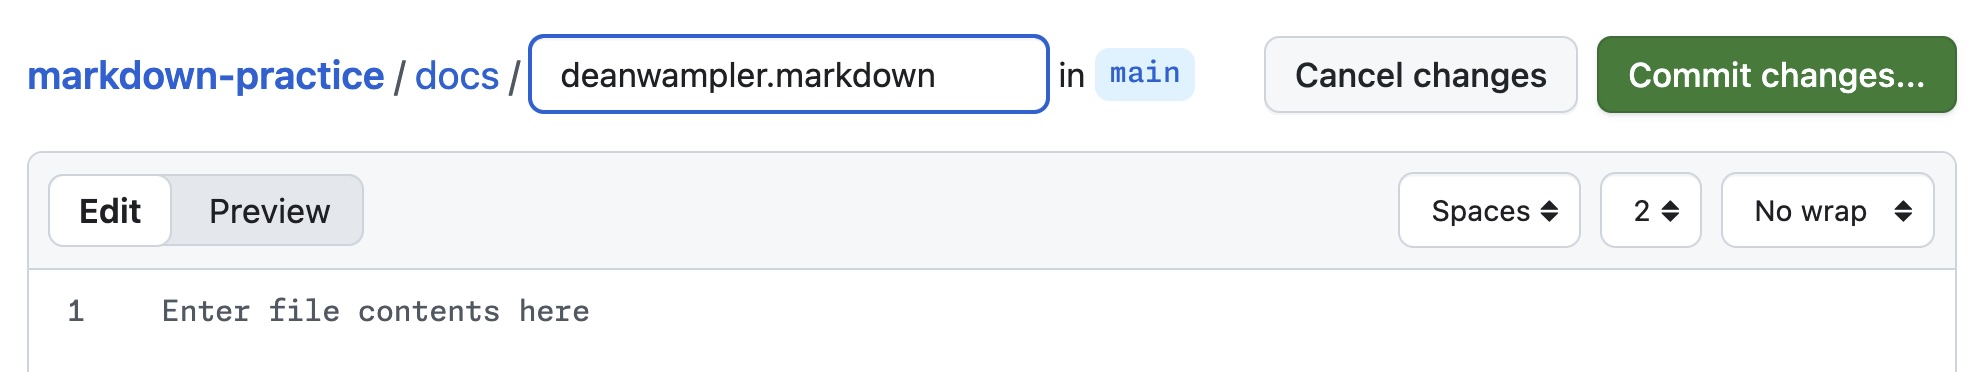 markdown-practice / docs / deanwampler.markdown in main Cancel changes Commit changes...
Edit Preview Spaces 2 No wrap
1 Enter file contents here